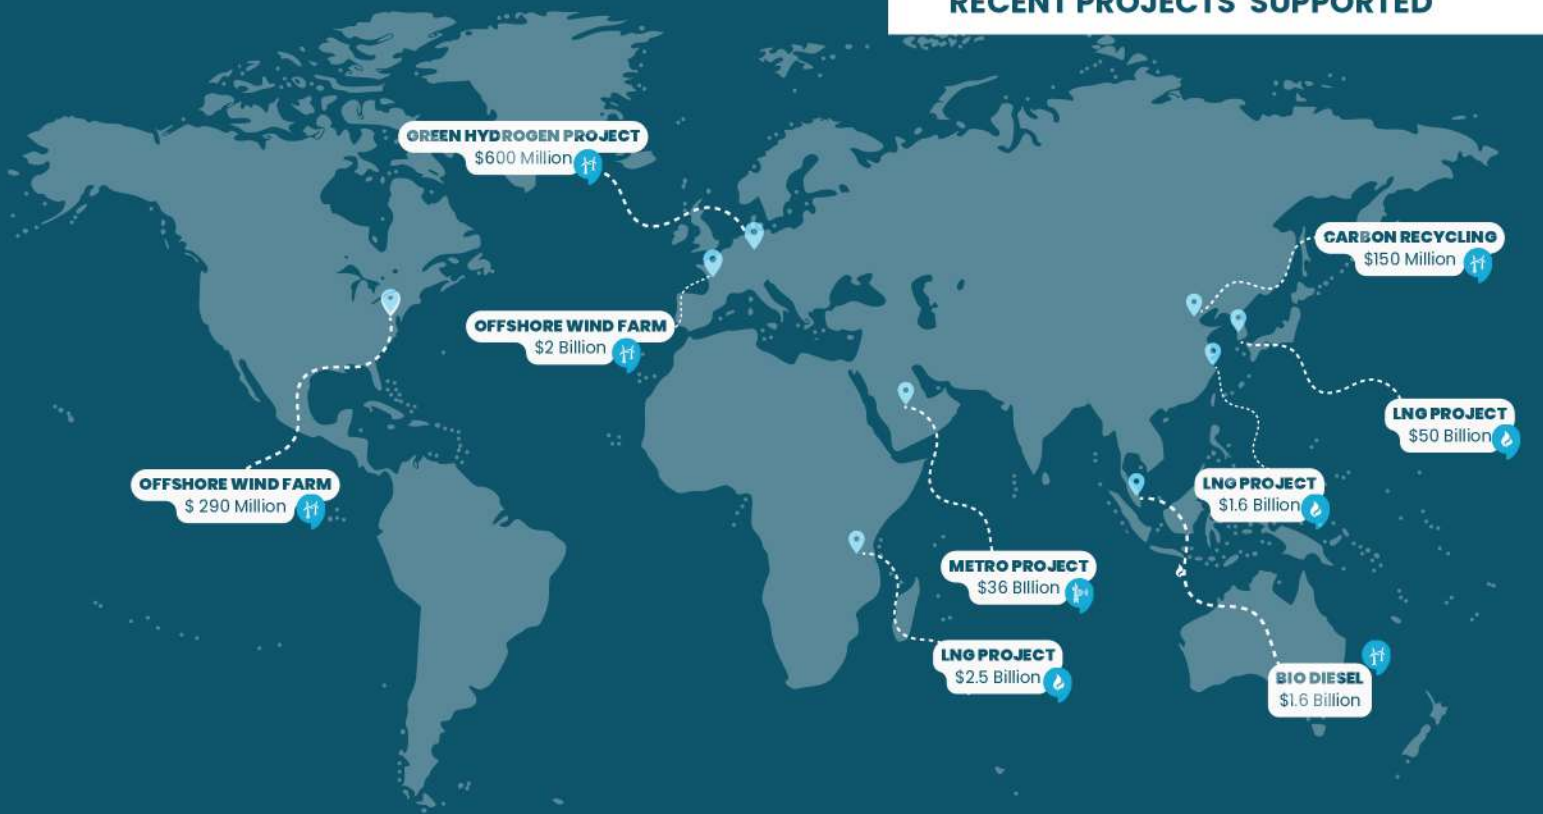 RECENT PROJECTS SUPPORTED
GREEN HYDROGEN PROJECT
$600 Million
CARBON RECYCLING
$150 Million
OFFSHORE WIND FARM
$2 Billion
LNG PROJECT
$50 Billion
OFFSHORE WIND FARM
$ 290 Million
LNG PROJECT
$1.6 Billion
METRO PROJECT
$36 BIllion
LNG PROJECT
$2.5 Billion
BIO DIESEL
$1.6 Billion